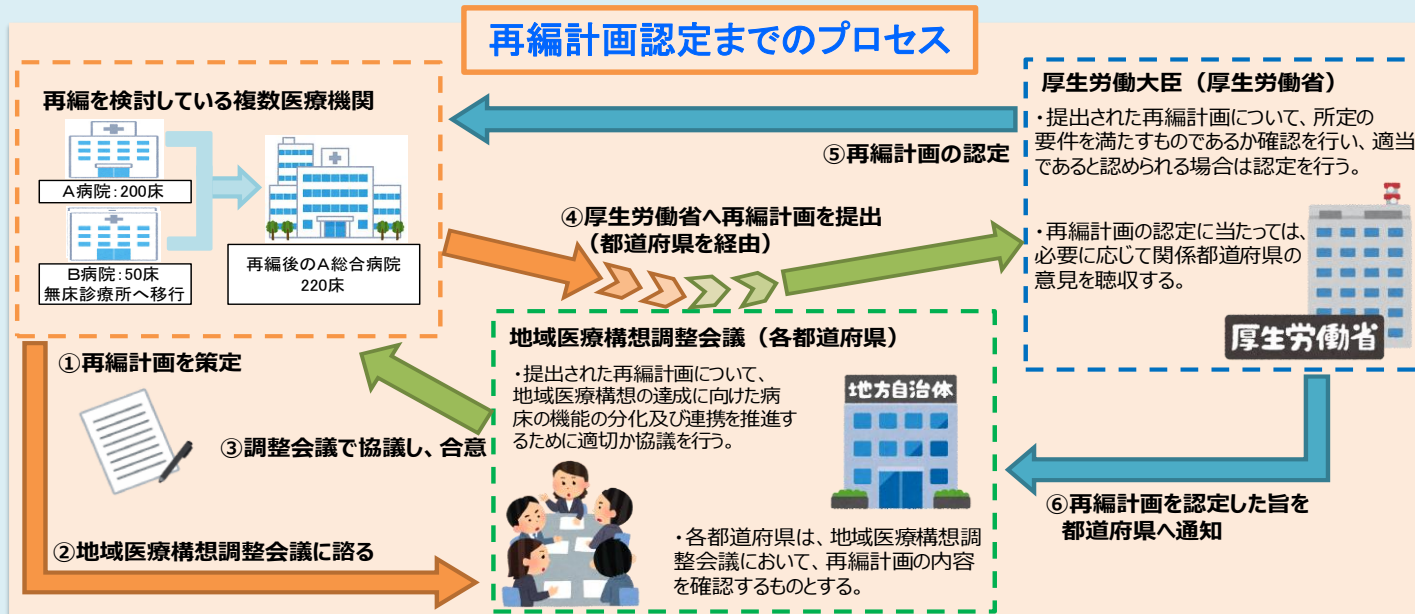 再編計画認定までのプロセス
再編を検討している複数医療機関
A病院:200床
B病院:50床
無床診療所へ移行
再編後のA総合病院
220床
厚生労働大臣(厚生労働省)
・提出された再編計画について、所定の
要件を満たすものであるか確認を行い、適当
であると認められる場合は認定を行う。
・再編計画の認定に当たっては、
必要に応じて関係都道府県の
意見を聴収する。
厚生労働省
⑤再編計画の認定
④厚生労働省へ再編計画を提出
(都道府県を経由)
①再編計画を策定
③調整会議で協議し、合意
②地域医療構想調整会議に諮る
地域医療構想調整会議(各都道府県)
・提出された再編計画について、
地域医療構想の達成に向けた病
床の機能の分化及び連携を推進す
るために適切か協議を行う。
地方自治体
・各都道府県は、地域医療構想調
整会議において、再編計画の内容
を確認するものとする。
⑥再編計画を認定した旨を
都道府県へ通知